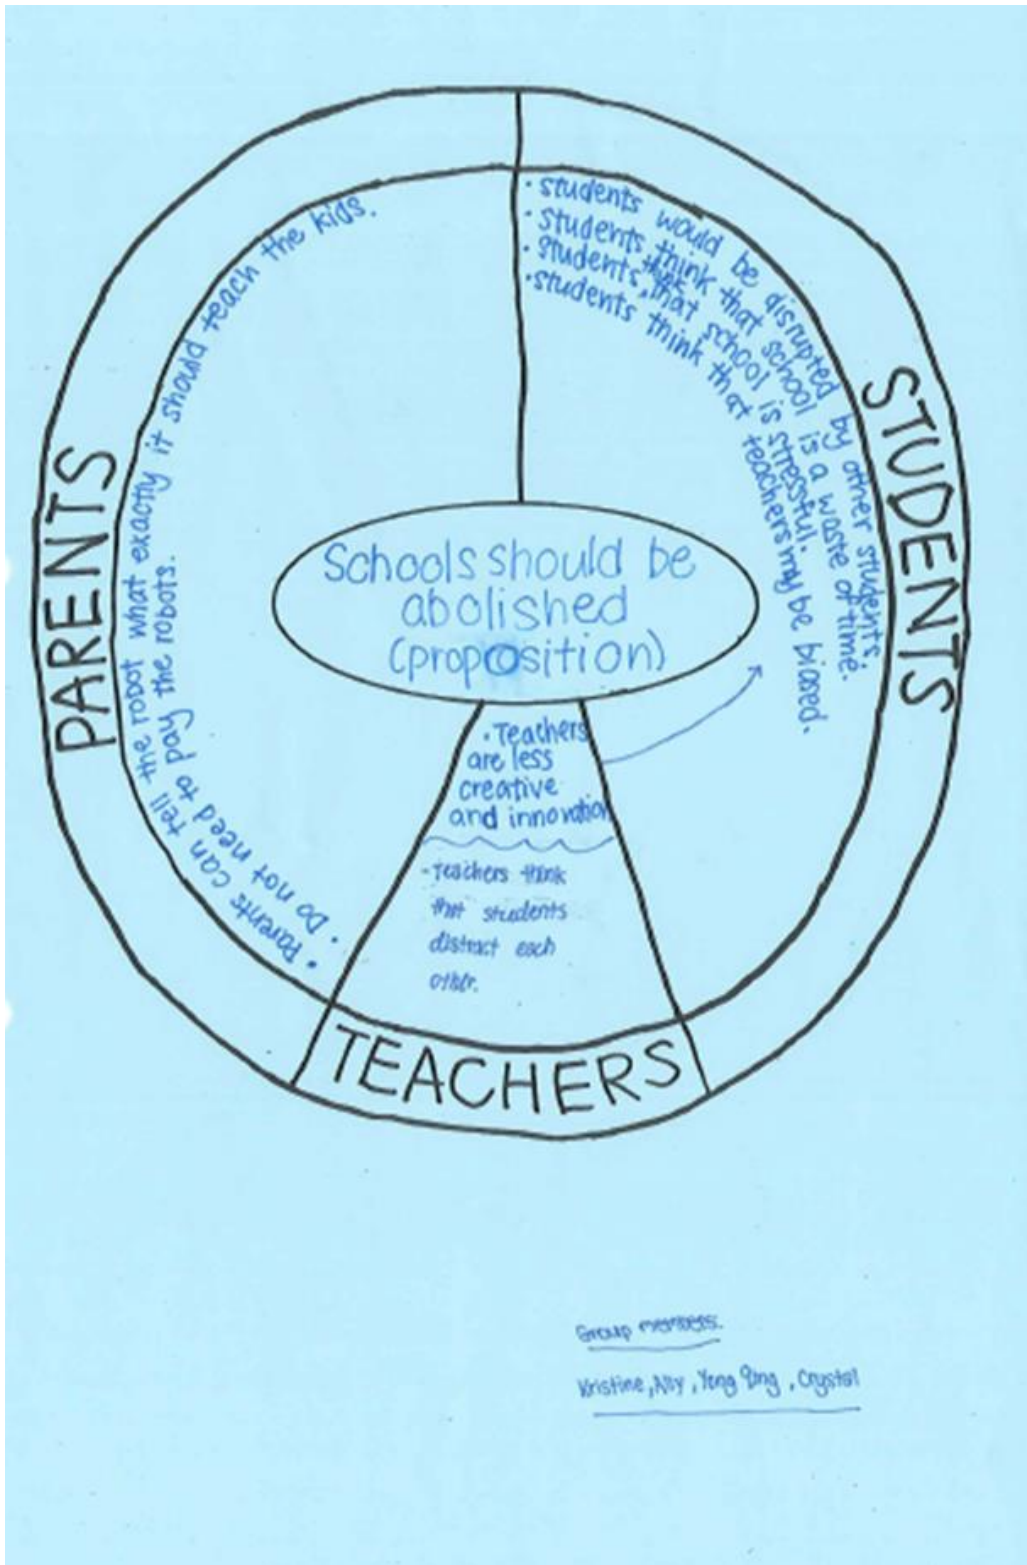 Schools should be
abolished
(proposition)
PARENTS
• Parents can tell the robot what exactly it should teach the kids.
• Do not need to pay the robots.
STUDENTS
• students would be disrupted by other students.
• Students think that school is a waste of time.
• Students think that school is stressful.
• students think that teachers may be biased.
TEACHERS
• Teachers
are less
creative
and innovation
- Teachers think
that students
distract each
other.
Group members:
Kristine, Ally, Yong Qing, Crystal